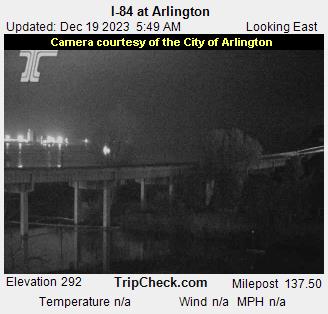 I-84 at Arlington
Updated: Dec 19 2023 5:49 AM Looking East
Camera courtesy of the City of Arlington
Elevation 292 TripCheck.com Milepost 137.50
Temperature n/a Wind n/a MPH n/a